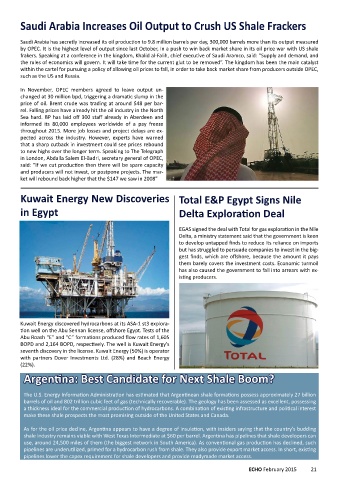 Saudi Arabia Increases Oil Output to Crush US Shale Frackers
Saudi Arabia has secretly increased its oil production to 9.8 million barrels per day, 300,000 barrels more than its output measured
by OPEC. It is the highest level of output since last October. In a push to win back market share in its oil price war with US shale
frakers. Speaking at a conference in the kingdom, Khalid al-Falih, chief executive of Saudi Aramco, said: "Supply and demand, and
the rules of economics will govern. It will take time for the current glut to be removed". The kingdom has been the main catalyst
within the cartel for pursuing a policy of allowing oil prices to fall, in order to take back market share from producers outside OPEC,
such as the US and Russia.
In November, OPEC members agreed to leave output un-
changed at 30 million bpd, triggering a dramatic slump in the
price of oil. Brent crude was trading at around $48 per bar-
rel. Falling prices have already hit the oil industry in the North
Sea hard. BP has laid off 300 staff already in Aberdeen and
informed its 80,000 employees worldwide of a pay freeze
throughout 2015. More job losses and project delays are ex-
pected across the industry. However, experts have warned
that a sharp cutback in investment could see prices rebound
to new highs over the longer term. Speaking to The Telegraph
in London, Abdalla Salem El-Badri, secretary general of OPEC,
said: "If we cut production then there will be spare capacity
and producers will not invest, or postpone projects. The mar-
ket will rebound back higher that the $147 we saw in 2008"
Kuwait Energy New Discoveries
in Egypt
Kuwait Energy discovered hydrocarbons at its ASA-1 st3 explora-
tion well on the Abu Sennan license, offshore Egypt. Tests of the
Abu Roash "E" and "C" formations produced flow rates of 1,605
BOPD and 2,164 BOPD, respectively. The well is Kuwait Energy's
seventh discovery in the license. Kuwait Energy (50%) is operator
with partners Dover Investments Ltd. (28%) and Beach Energy
(22%).
Total E&P Egypt Signs Nile
Delta Exploration Deal
EGAS signed the deal with Total for gas exploration in the Nile
Delta, a ministry statement said that the government is keen
to develop untapped finds to reduce its reliance on imports
but has struggled to persuade companies to invest in the big-
gest finds, which are offshore, because the amount it pays
them barely covers the investment costs. Economic turmoil
has also caused the government to fall into arrears with ex-
isting producers.
TOTAL
Argentina: Best Candidate for Next Shale Boom?
The U.S. Energy Information Administration has estimated that Argentinean shale formations possess approximately 27 billion
barrels of oil and 802 trillion cubic feet of gas (technically recoverable). The geology has been assessed as excellent, possessing
a thickness ideal for the commercial production of hydrocarbons. A combination of existing infrastructure and political interest
make these shale prospects the most promising outside of the United States and Canada.
As for the oil price decline, Argentina appears to have a degree of insulation, with insiders saying that the country's budding
shale industry remains viable with West Texas Intermediate at $60 per barrel. Argentina has a pipelines that shale developers can
use, around 23,500 miles of them (the biggest network in South America). As conventional gas production has declined, such
pipelines are underutilized, primed for a hydrocarbon rush from shale. They also provide export market access. In short, existing
pipelines lower the capex requirement for shale developers and provide readymade market access.
ECHO February 2015 21